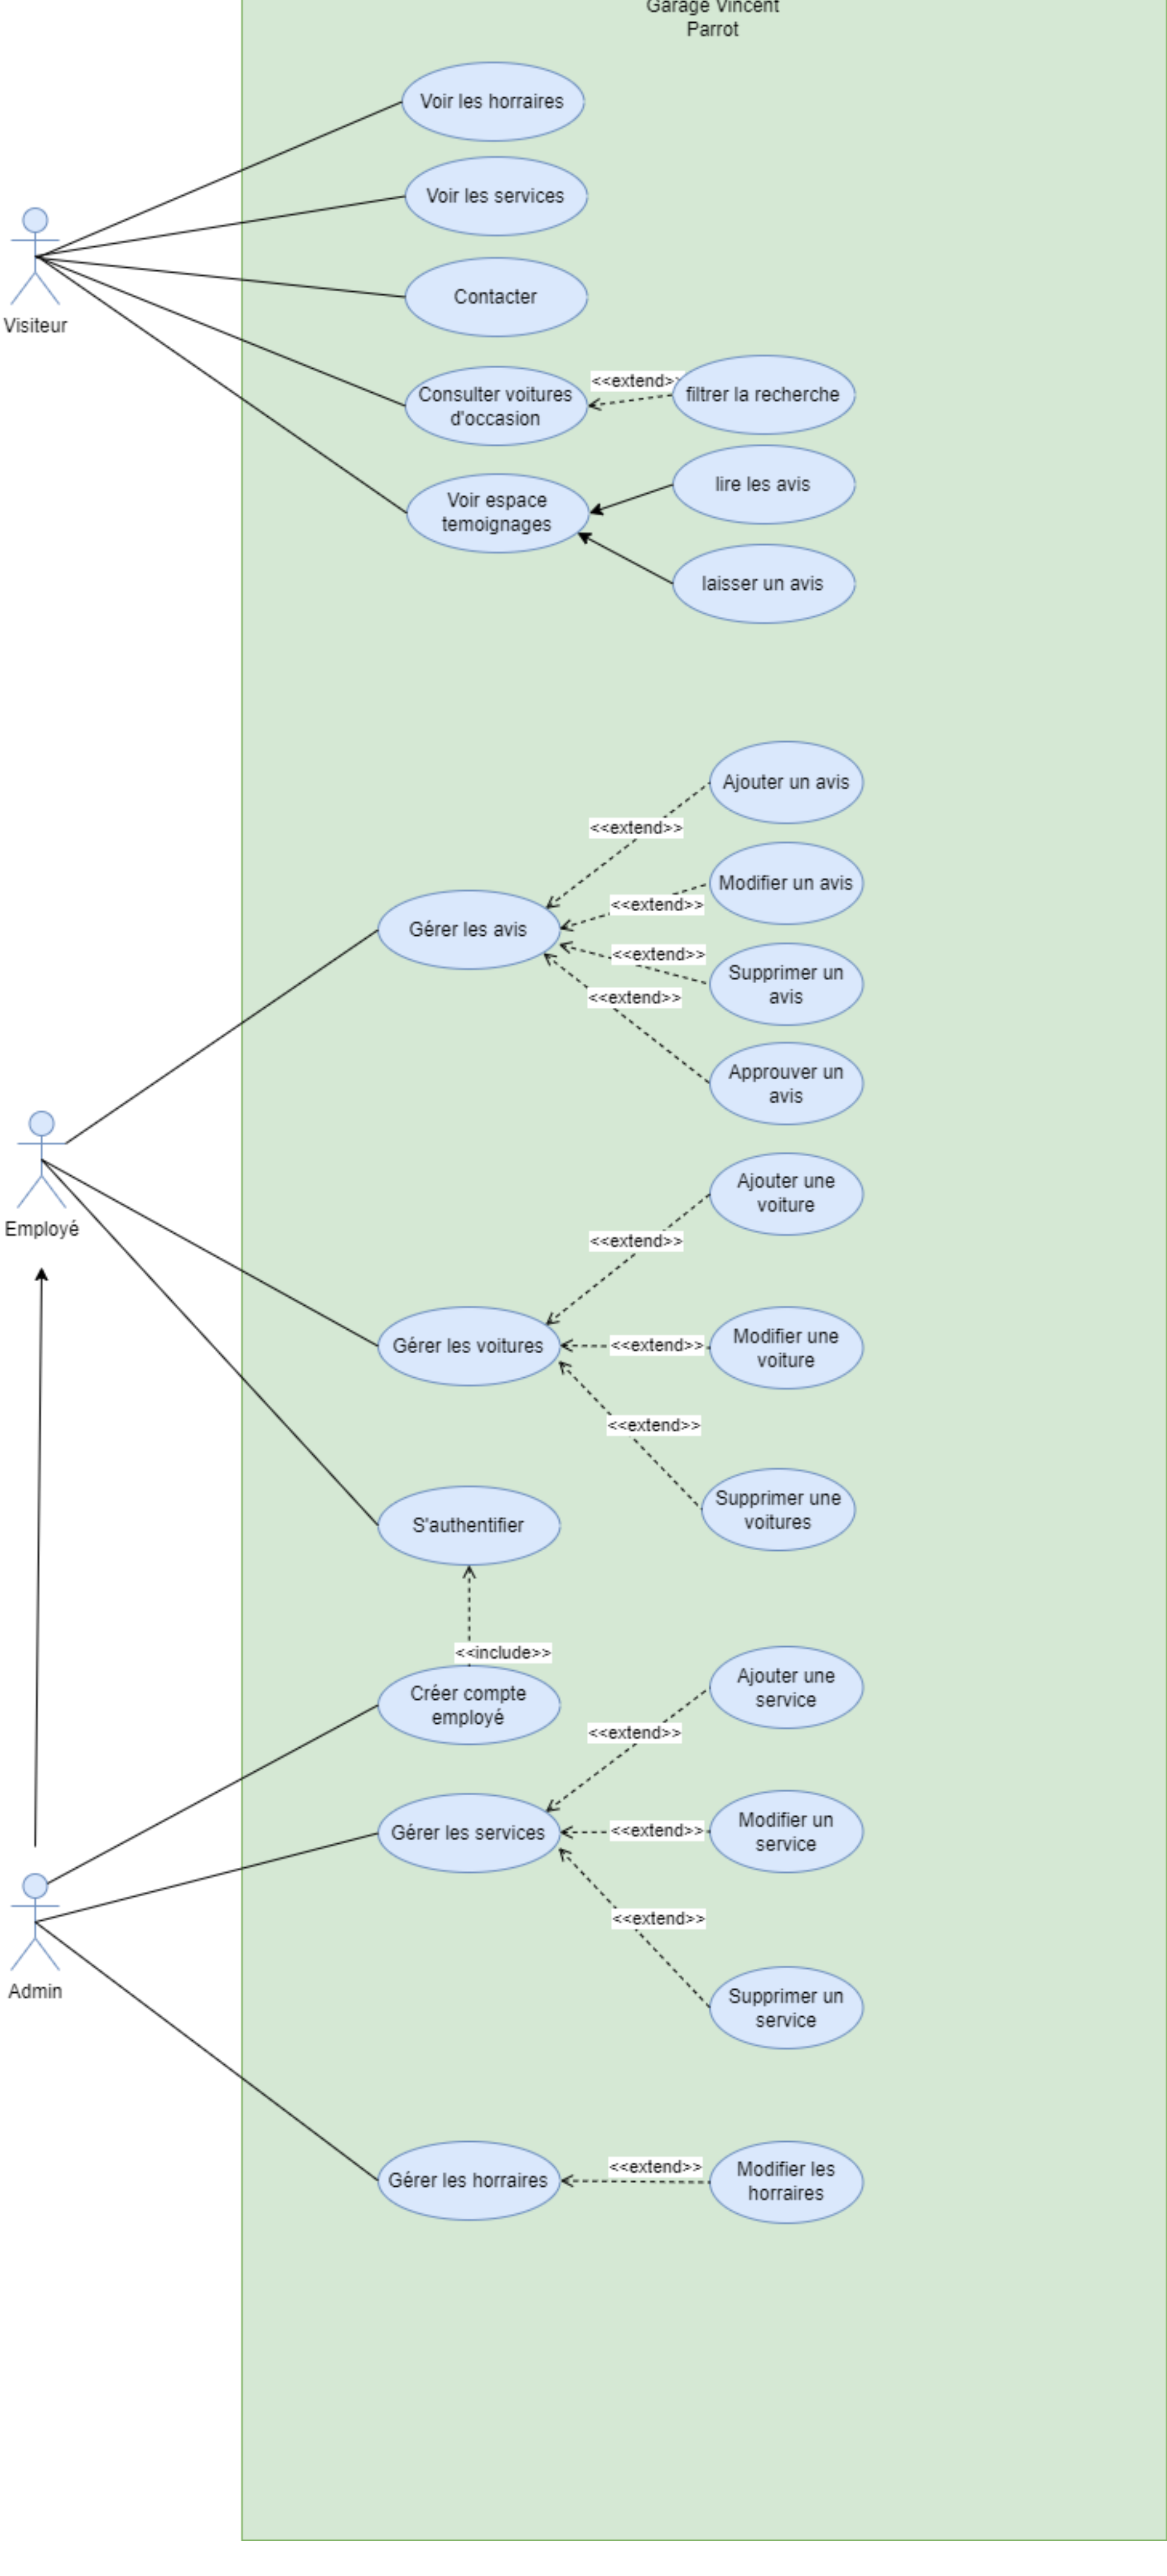 Garage Vincent
Parrot
Voir les horraires
Voir les services
Contacter
Visiteur
Consulter voitures
d'occasion
<<extend>>
filtrer la recherche
Voir espace
temoignages
lire les avis
laisser un avis
Ajouter un avis
<<extend>>
Modifier un avis
<<extend>>
Gérer les avis
<<extend>>
Supprimer un
avis
<<extend>>
Approuver un
avis
Employé
Ajouter une
voiture
<<extend>>
Gérer les voitures
<<extend>>
Modifier une
voiture
<<extend>>
Supprimer une
voitures
S'authentifier
<<include>>
Créer compte
employé
Ajouter une
service
<<extend>>
Gérer les services
<<extend>>
Modifier un
service
<<extend>>
Admin
Supprimer un
service
Gérer les horraires
<<extend>>
Modifier les
horraires